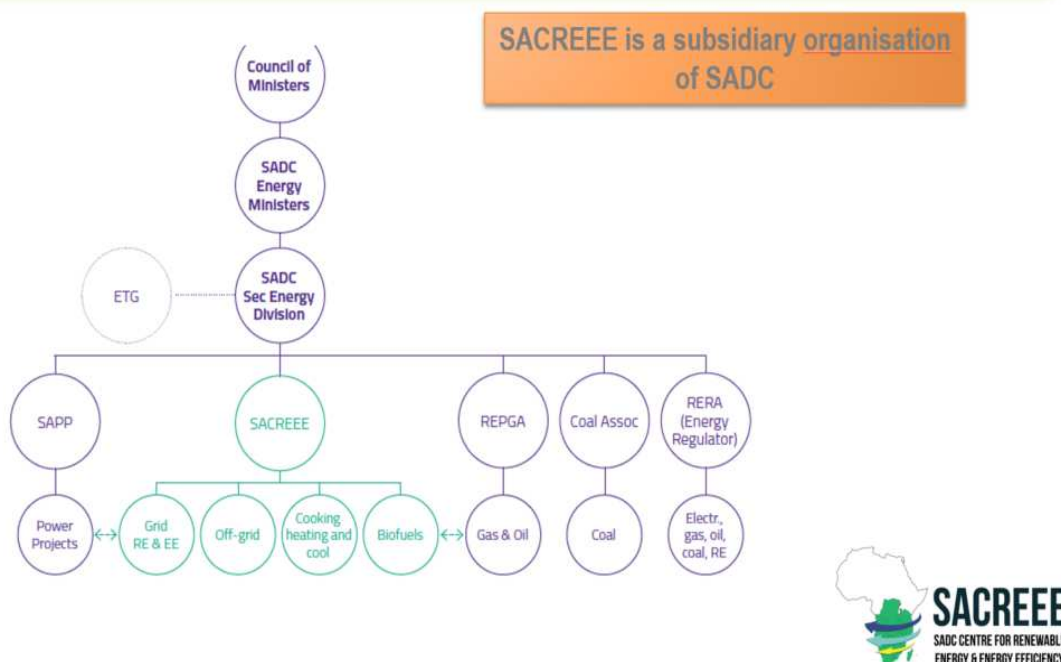 SACREEE is a subsidiary organisation
of SADC
Council of
Ministers
SADC
Energy
Ministers
ETG
SADC
Sec Energy
Division
SAPP
SACREEE
REPGA
Coal Assoc
RERA
(Energy
Regulator)
Power
Projects
Grid
RE & EE
Off-grid
Cooking
heating and
cool
Biofuels
Gas & Oil
Coal
Electr.,
gas, oil,
coal, RE
SACREEE
SADC CENTRE FOR RENEWABLE
ENERGY & ENERGY EFFICIENCY